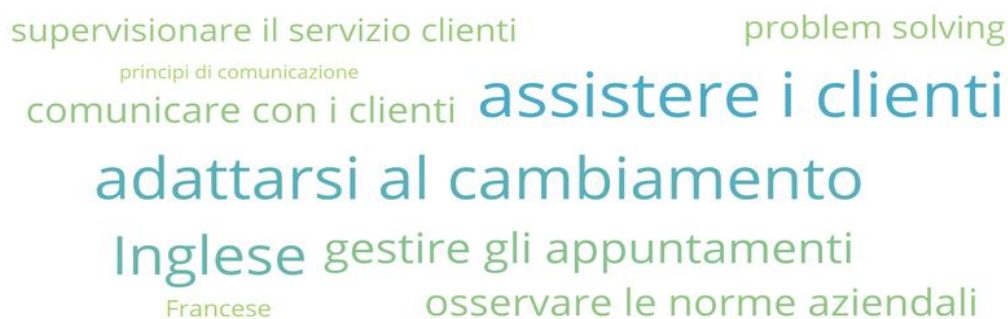 supervisionare il servizio clienti
problem solving
principi di comunicazione
comunicare con i clienti
assistere i clienti
adattarsi al cambiamento
Inglese
gestire gli appuntamenti
Francese
osservare le norme aziendali